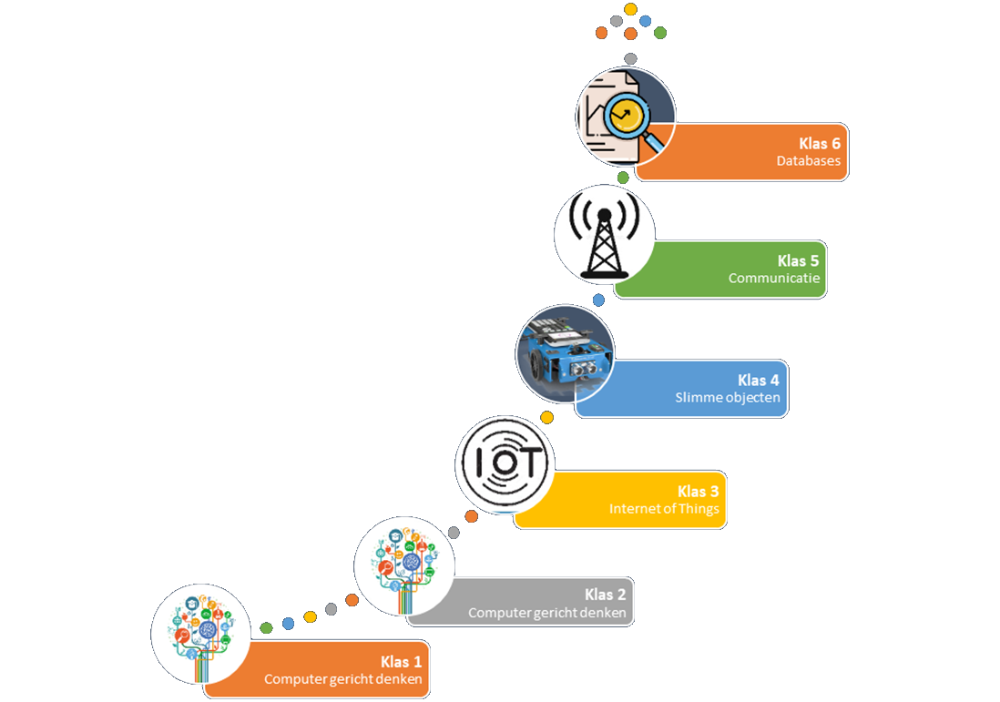 Klas 6
Databases
Klas 5
Communicatie
Klas 4
Slimme objecten
IOT
Klas 3
Internet of Things
Klas 2
Computer gericht denken
Klas 1
Computer gericht denken